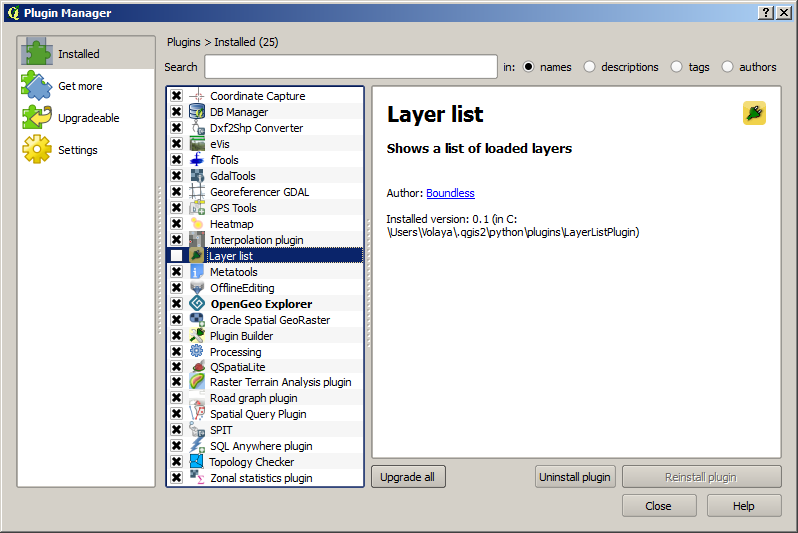 Plugin Manager
Installed
Get more
Upgradeable
Settings
Plugins > Installed (25)
Search in: names descriptions tags authors
Coordinate Capture
DB Manager
Dxf2Shp Converter
eVis
fTools
GdalTools
Georeferencer GDAL
GPS Tools
Heatmap
Interpolation plugin
Layer list
Metatools
OfflineEditing
OpenGeo Explorer
Oracle Spatial GeoRaster
Plugin Builder
Processing
QSpatiaLite
Raster Terrain Analysis plugin
Road graph plugin
Spatial Query Plugin
SPIT
SQL Anywhere plugin
Topology Checker
Zonal statistics plugin
Layer list
Shows a list of loaded layers
Author: Boundless
Installed version: 0.1 (in C:
\Users\Volaya\.qgis2\python\plugins\LayerListPlugin)
Upgrade all Uninstall plugin Reinstall plugin
Close Help